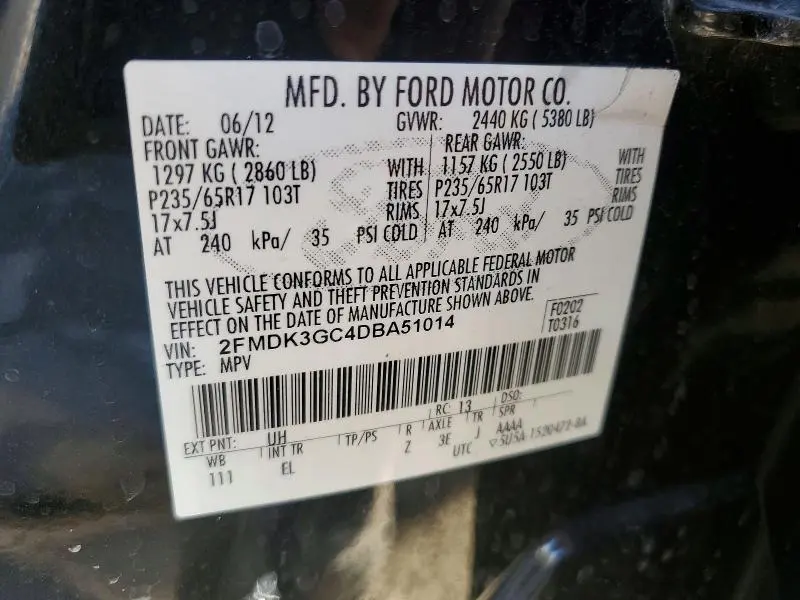 MFD. BY FORD MOTOR CO.
DATE: 06/12 GVWR: 2440 KG ( 5380 LB)
FRONT GAWR: REAR GAWR:
1297 KG ( 2860 LB) WITH 1157 KG ( 2550 LB) WITH
P235/65R17 103T TIRES P235/65R17 103T TIRES
17x7.5J RIMS 17x7.5J RIMS
AT 240 kPa/ 35 PSI COLD AT 240 kPa/ 35 PSI COLD
THIS VEHICLE CONFORMS TO ALL APPLICABLE FEDERAL MOTOR
VEHICLE SAFETY AND THEFT PREVENTION STANDARDS IN
EFFECT ON THE DATE OF MANUFACTURE SHOWN ABOVE.
F0202
VIN: 2FMDK3GC4DBA51014 T0316
TYPE: MPV
EXT PNT: UH RC: 13 DSO:
WB INT TR TP/PS R AXLE TR SPR
111 EL Z 3E J AAAA
UTC ▽5U5A-1520472-BA